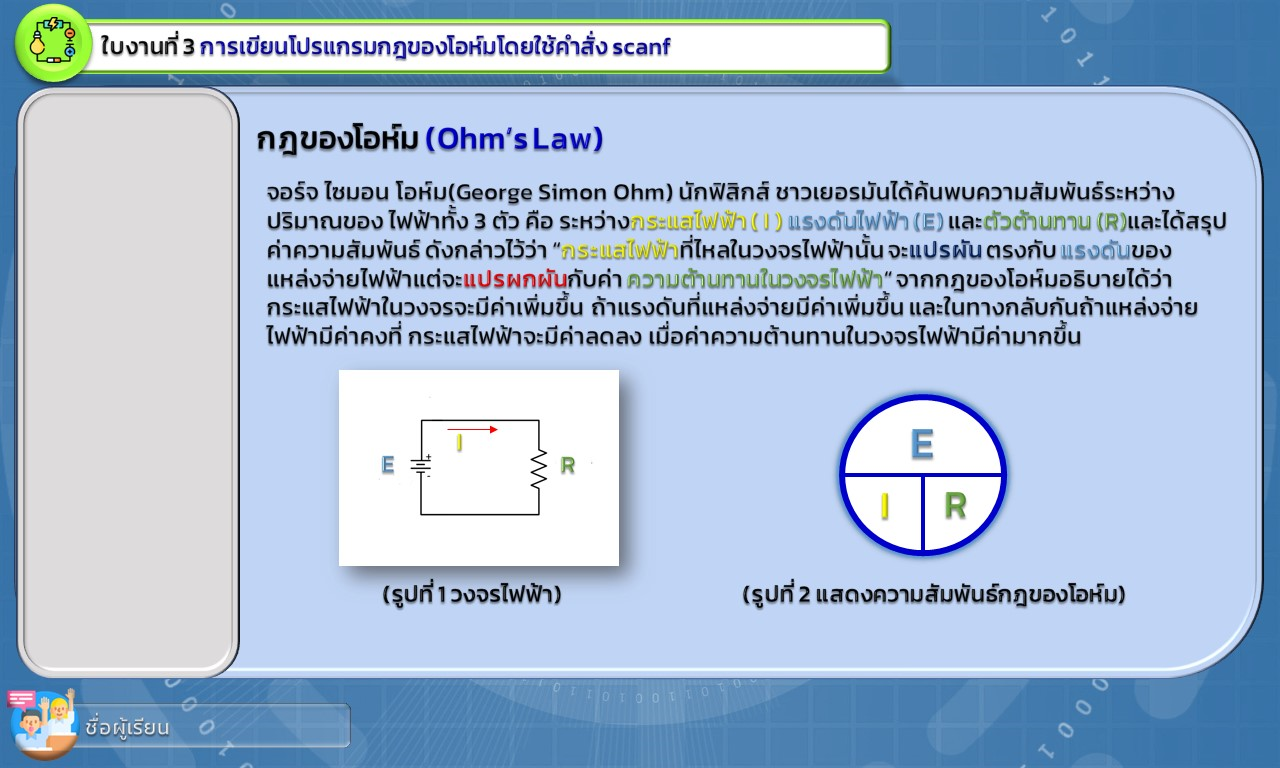 ใบงานที่ 3 การเขียนโปรแกรมกฎของโอห์มโดยใช้คำสั่ง scanf
กฎของโอห์ม (Ohm’s Law)
จอร์จ ไซมอน โอห์ม(George Simon Ohm) นักฟิสิกส์ ชาวเยอรมันได้ค้นพบความสัมพันธ์ระหว่าง
ปริมาณของ ไฟฟ้าทั้ง 3 ตัว คือ ระหว่างกระแสไฟฟ้า ( I ) แรงดันไฟฟ้า (E) และตัวต้านทาน (R)และได้สรุป
ค่าความสัมพันธ์ ดังกล่าวไว้ว่า “กระแสไฟฟ้าที่ไหลในวงจรไฟฟ้านั้น จะแปรผัน ตรงกับ แรงดันของ
แหล่งจ่ายไฟฟ้าแต่จะแปรผกผันกับค่า ความต้านทานในวงจรไฟฟ้า“ จากกฎของโอห์มอธิบายได้ว่า
กระแสไฟฟ้าในวงจรจะมีค่าเพิ่มขึ้น ถ้าแรงดันที่แหล่งจ่ายมีค่าเพิ่มขึ้น และในทางกลับกันถ้าแหล่งจ่าย
ไฟฟ้ามีค่าคงที่ กระแสไฟฟ้าจะมีค่าลดลง เมื่อค่าความต้านทานในวงจรไฟฟ้ามีค่ามากขึ้น
I
E + - R
E
I R
(รูปที่ 1 วงจรไฟฟ้า)
(รูปที่ 2 แสดงความสัมพันธ์กฎของโอห์ม)
ชื่อผู้เรียน